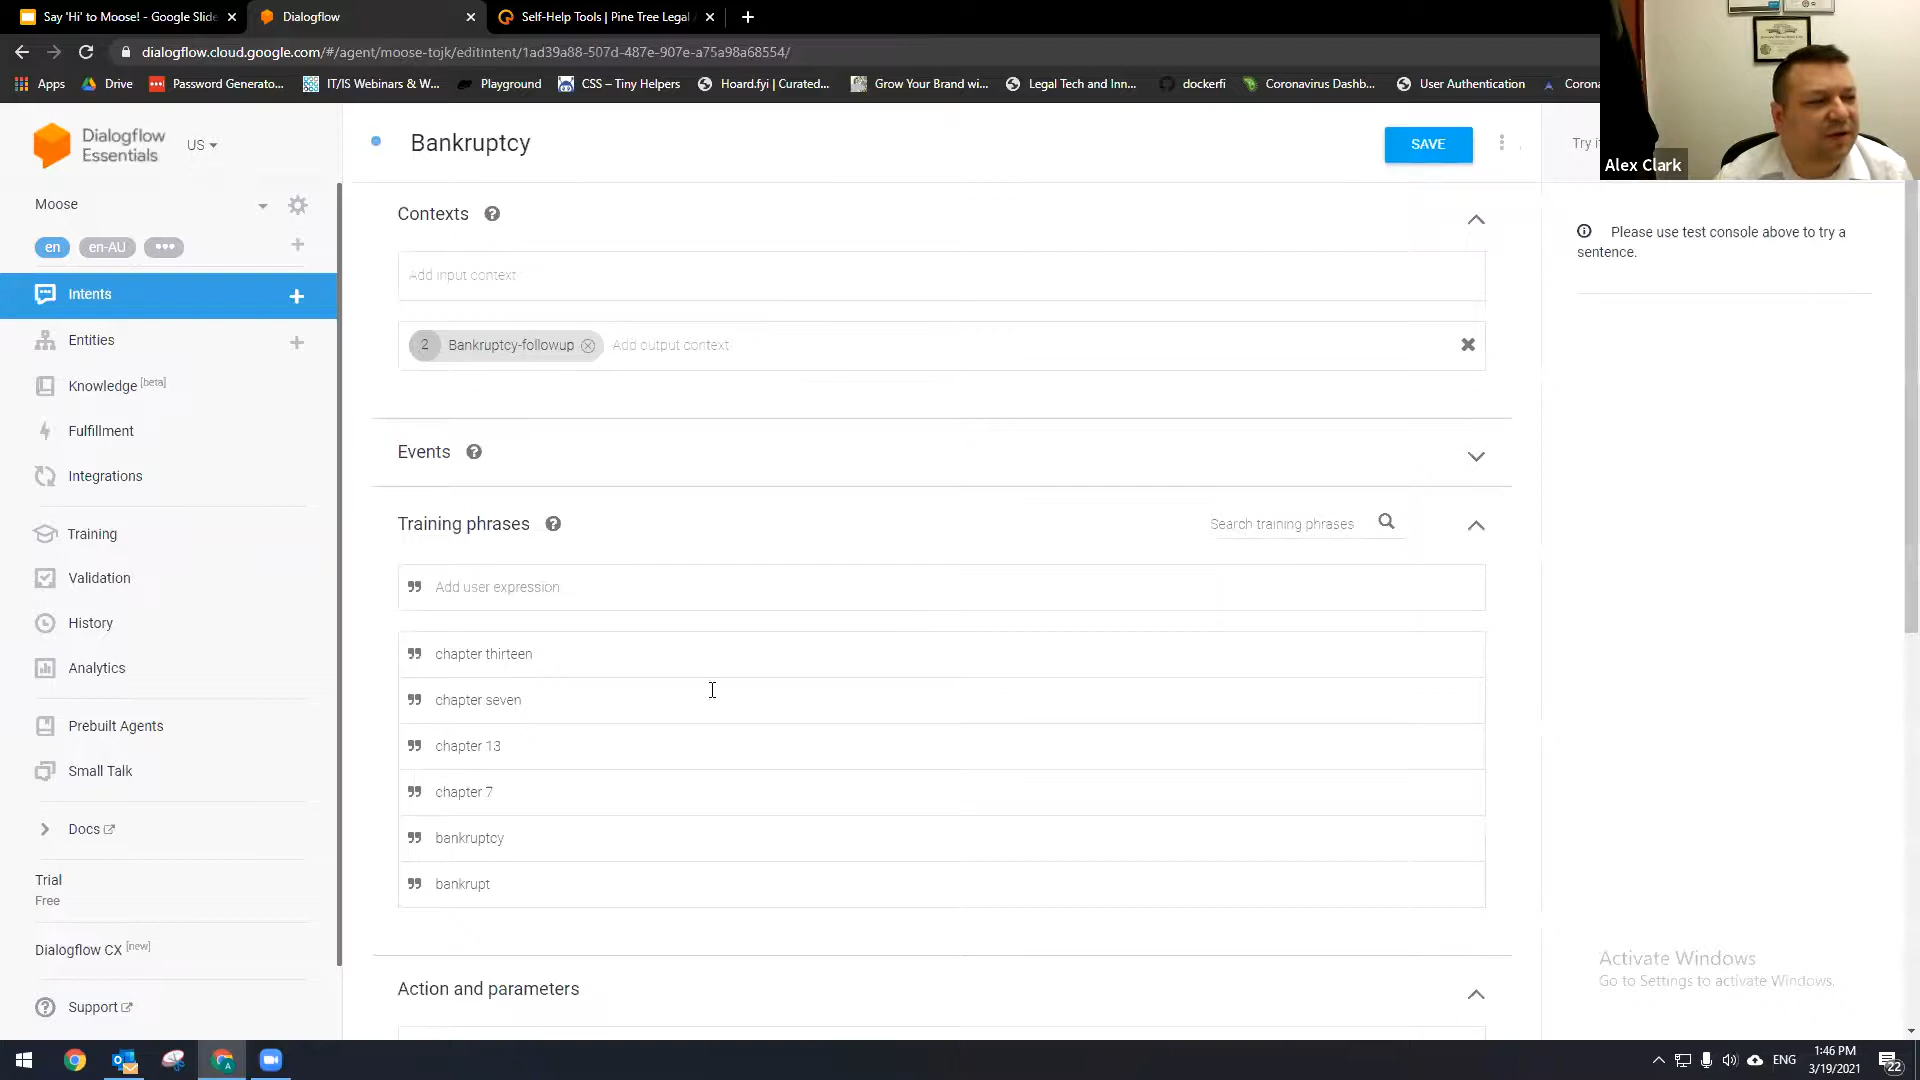 Say 'Hi' to Moose! - Google Slide
Dialogflow
Self-Help Tools | Pine Tree Legal
dialogflow.cloud.google.com/#/agent/moose-tojk/editIntent/1ad39a88-507d-487e-907e-a75a98a68554/
Apps
Drive
Password Generato...
IT/IS Webinars & W...
Playground
CSS – Tiny Helpers
Hoard.fyi | Curated...
Grow Your Brand wi...
Legal Tech and Inn...
dockerfi
Coronavirus Dashb...
User Authentication
Corona
Alex Clark
Dialogflow
Essentials
US
Bankruptcy
SAVE
Try i
Moose
en
en-AU
Contexts
Please use test console above to try a
sentence.
Add input context
Intents
Entities
2
Bankruptcy-followup
Add output context
Knowledge [beta]
Fulfillment
Events
Integrations
Training phrases
Search training phrases
Training
Validation
Add user expression
History
chapter thirteen
Analytics
chapter seven
Prebuilt Agents
chapter 13
Small Talk
chapter 7
Docs
bankruptcy
Trial
Free
bankrupt
Dialogflow CX [new]
Activate Windows
Go to Settings to activate Windows.
Action and parameters
Support
ENG
1:46 PM
3/19/2021
22